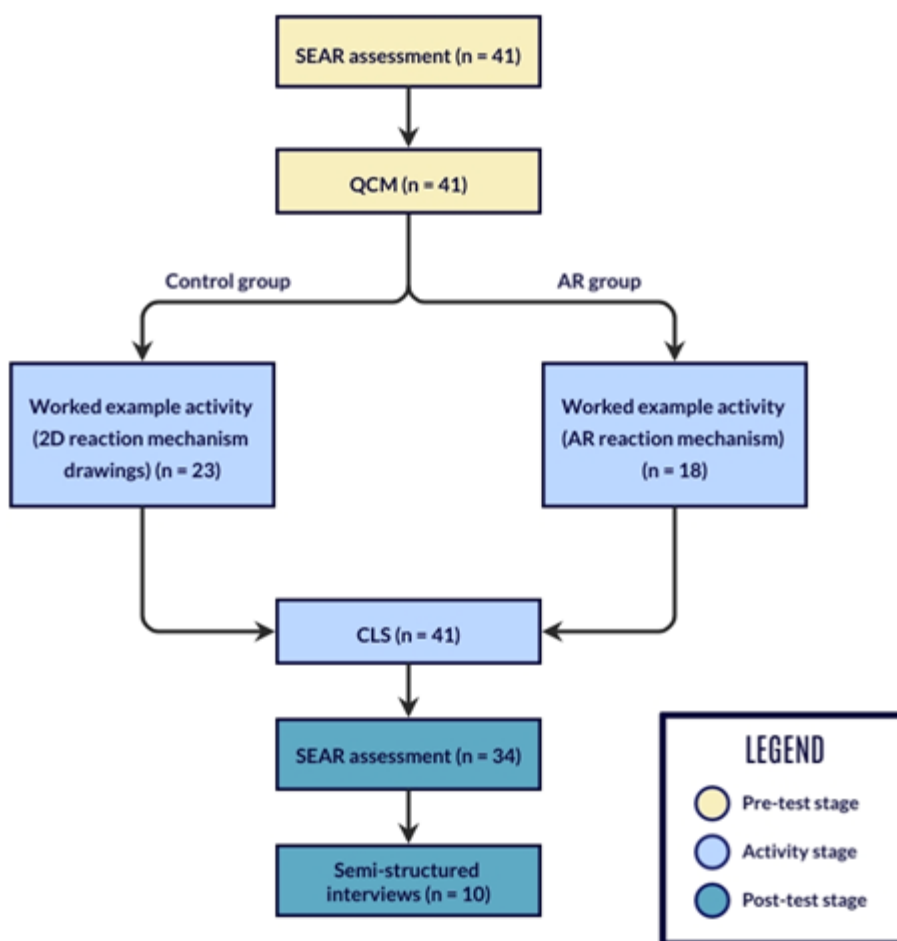 SEAR assessment (n = 41)
QCM (n = 41)
Control group
AR group
Worked example activity
(2D reaction mechanism
drawings) (n = 23)
Worked example activity
(AR reaction mechanism)
(n = 18)
CLS (n = 41)
SEAR assessment (n = 34)
Semi-structured
interviews (n = 10)
LEGEND
Pre-test stage
Activity stage
Post-test stage